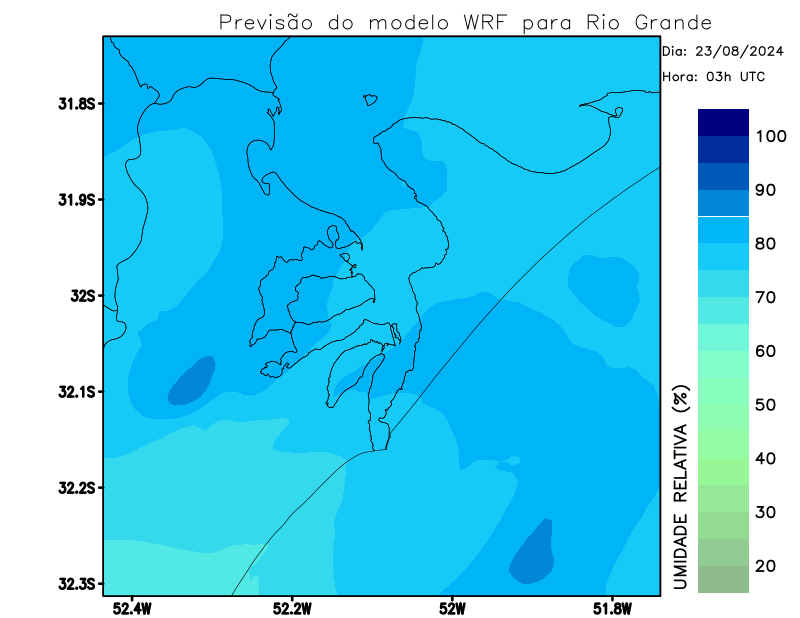 Previsão do modelo WRF para Rio Grande
Dia: 23/08/2024
Hora: 03h UTC
31.8S
31.9S
32S
32.1S
32.2S
32.3S
52.4W
52.2W
52W
51.8W
100
90
80
70
60
50
40
30
20
UMIDADE RELATIVA (%)